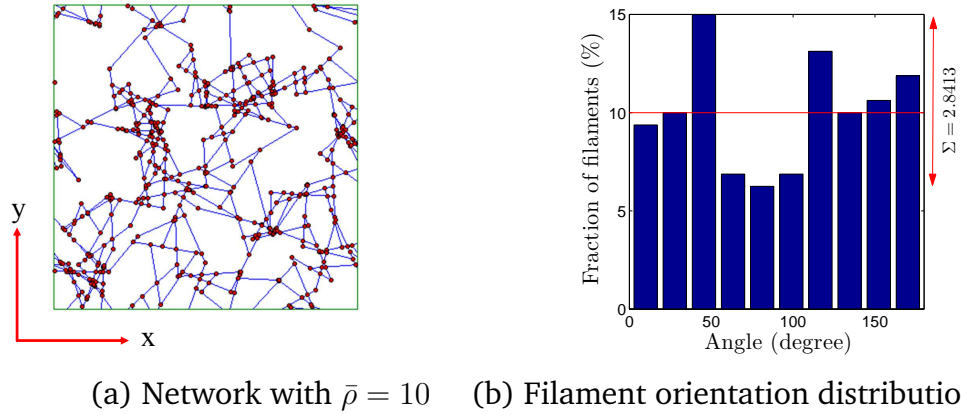 y
x
(a) Network with ρ̄ = 10
15
10
5
0
0
50
100
150
Fraction of filaments (%)
Angle (degree)
Σ = 2.8413
(b) Filament orientation distributio